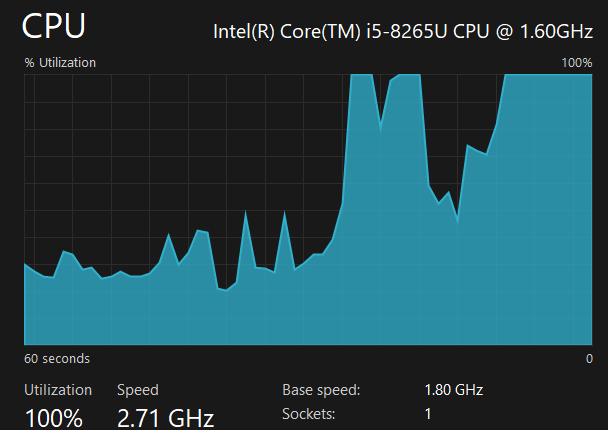 CPU
Intel(R) Core(TM) i5-8265U CPU @ 1.60GHz
% Utilization 100%
60 seconds 0
Utilization Speed Base speed: 1.80 GHz
100% 2.71 GHz Sockets: 1